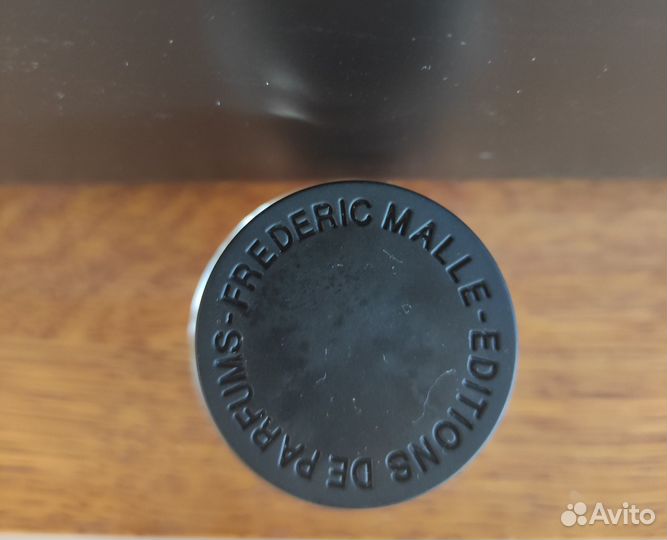 FREDERIC MALLE - EDITIONS DE PARFUMS -
Avito